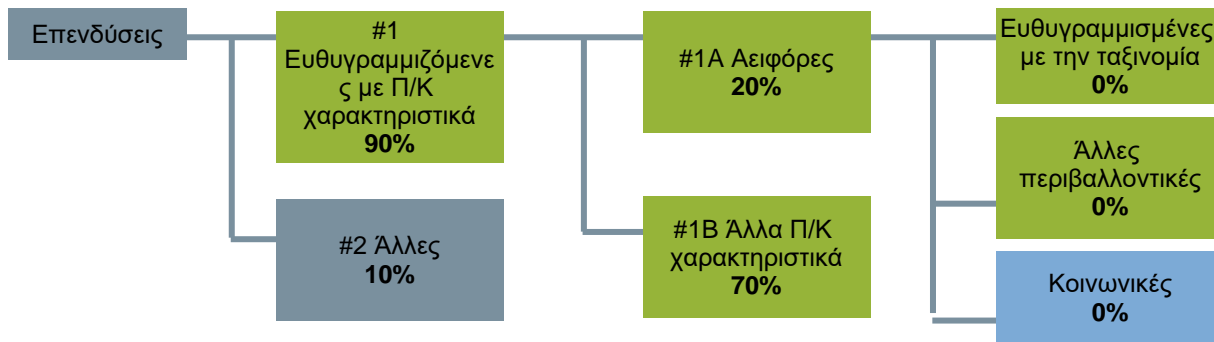 Επενδύσεις
#1
Ευθυγραμμιζόμενε
ς με Π/Κ
χαρακτηριστικά
90%
#2 Άλλες
10%
#1Α Αειφόρες
20%
#1Β Άλλα Π/Κ
χαρακτηριστικά
70%
Ευθυγραμμισμένες
με την ταξινομία
0%
Άλλες
περιβαλλοντικές
0%
Κοινωνικές
0%